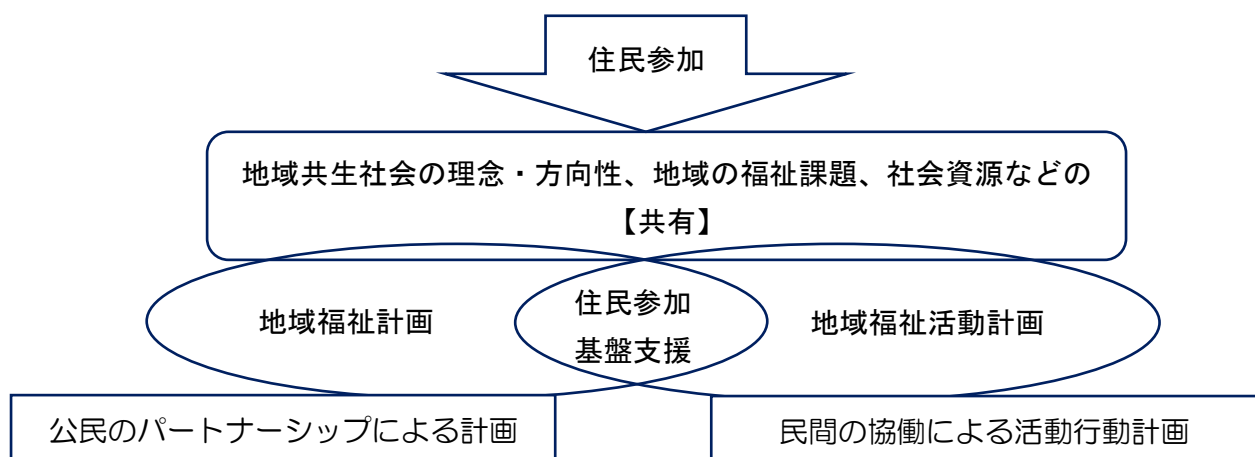 住民参加
地域共生社会の理念・方向性、地域の福祉課題、社会資源などの
【共有】
地域福祉計画
住民参加
基盤支援
地域福祉活動計画
公民のパートナーシップによる計画
民間の協働による活動行動計画